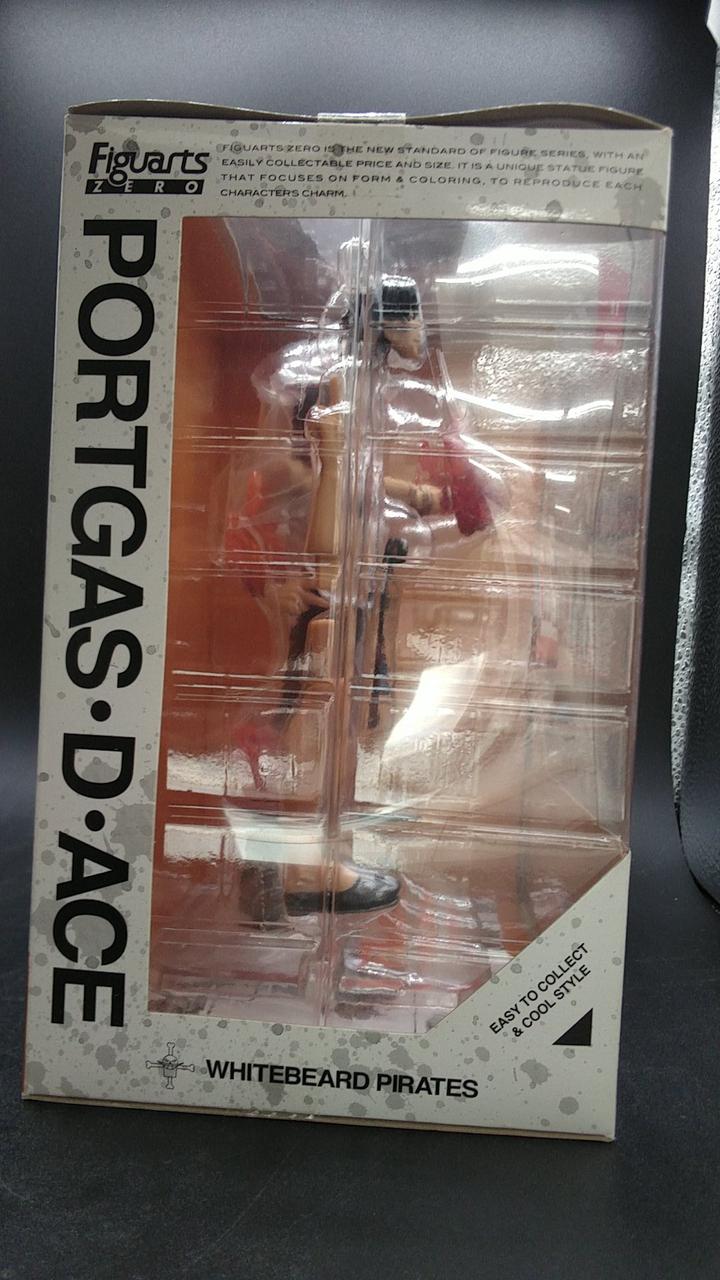 Figuarts
ZERO
FIGUARTS ZERO IS THE NEW STANDARD OF FIGURE SERIES, WITH AN
EASILY COLLECTABLE PRICE AND SIZE. IT IS A UNIQUE STATUE FIGURE
THAT FOCUSES ON FORM & COLORING, TO REPRODUCE EACH
CHARACTERS CHARM.
PORTGAS・D・ACE
EASY TO COLLECT
& COOL STYLE
WHITEBEARD PIRATES